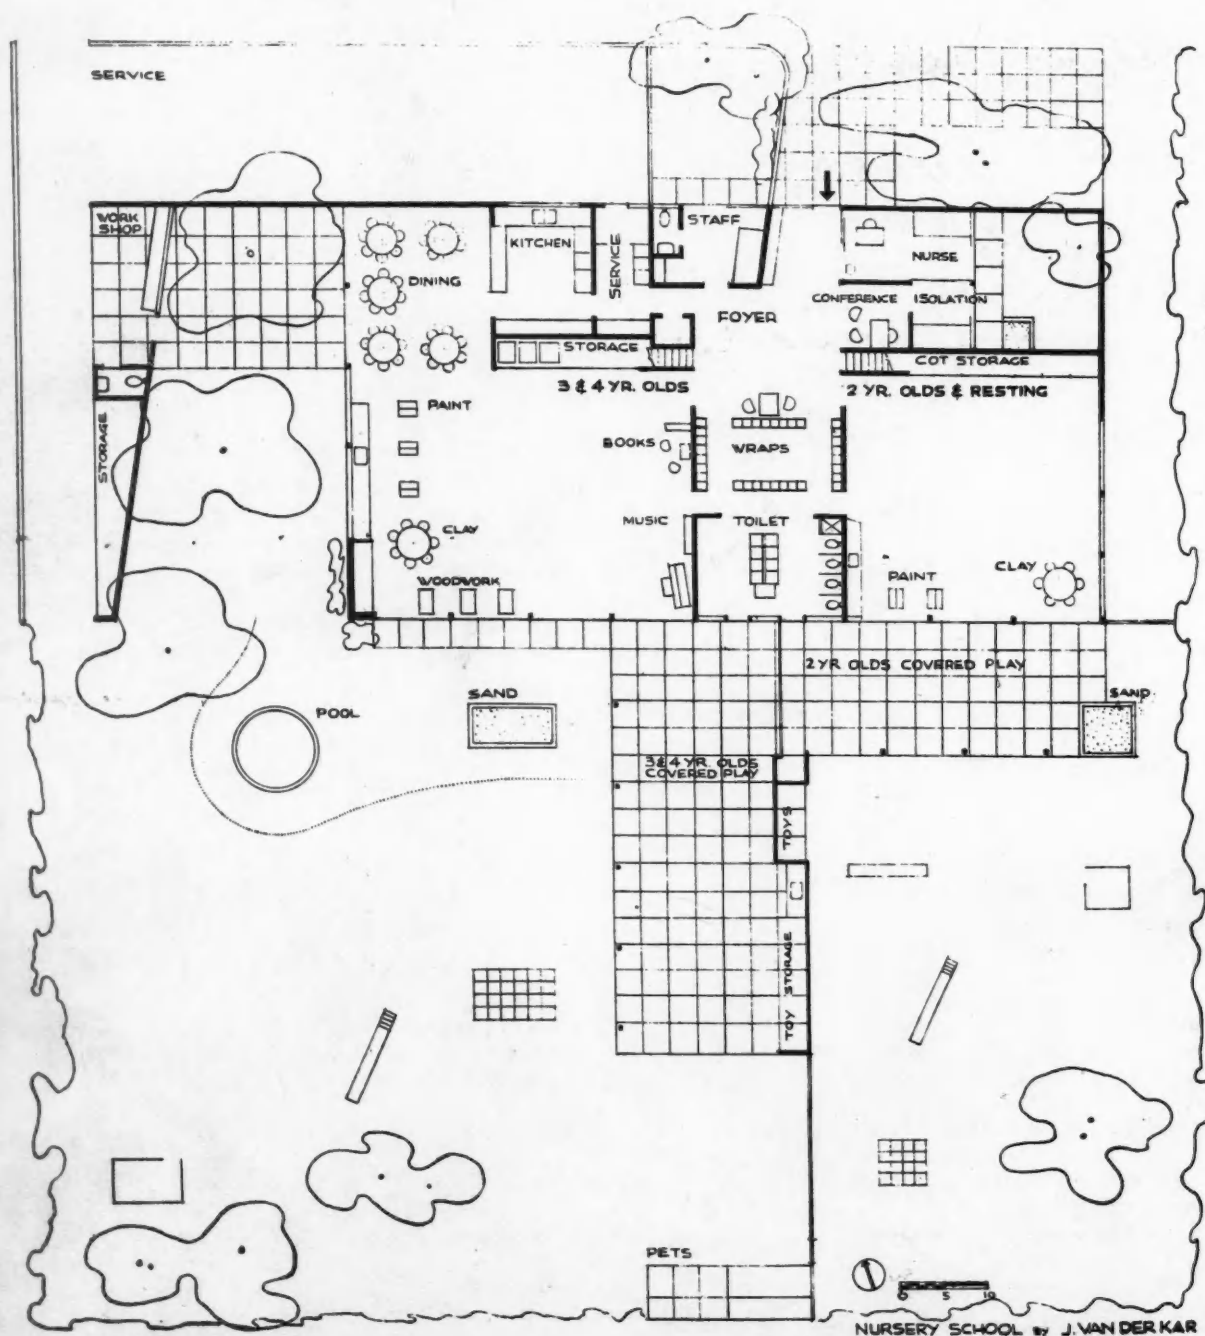 SERVICE
WORK
SHOP
STAFF
KITCHEN
SERVICE
NURSE
DINING
CONFERENCE
ISOLATION
FOYER
STORAGE
COT STORAGE
3 & 4 YR. OLDS
2 YR. OLDS & RESTING
PAINT
STORAGE
BOOKS
WRAPS
MUSIC
TOILET
CLAY
CLAY
WOODWORK
PAINT
2 YR OLDS COVERED PLAY
SAND
SAND
POOL
3 & 4 YR. OLDS
COVERED PLAY
TOYS
TOY STORAGE
PETS
0 5 10
NURSERY SCHOOL BY J. VAN DER KAR